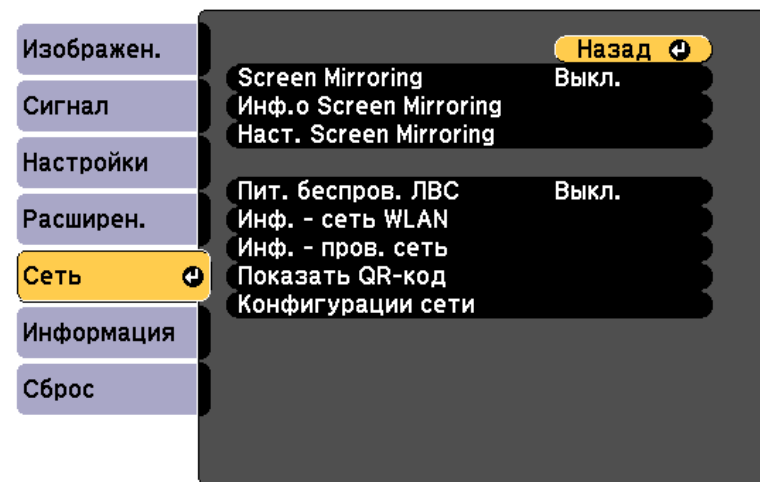 Изображен.
Сигнал
Настройки
Расширен.
Сеть
Информация
Сброс
Назад
Screen Mirroring Выкл.
Инф.о Screen Mirroring
Наст. Screen Mirroring
Пит. беспров. ЛВС Выкл.
Инф. - сеть WLAN
Инф. - пров. сеть
Показать QR-код
Конфигурации сети